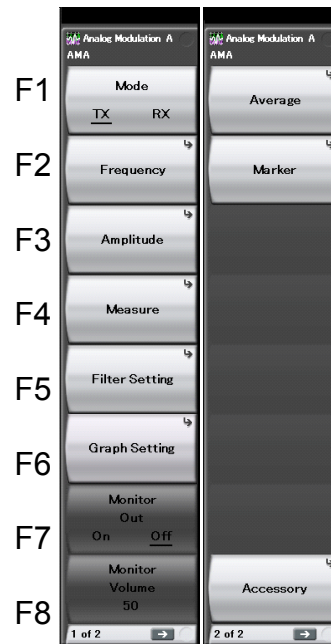 Analog Modulation A
AMA
F1
Mode
TX RX
F2
Frequency
F3
Amplitude
F4
Measure
F5
Filter Setting
F6
Graph Setting
F7
Monitor
Out
On Off
F8
Monitor
Volume
50
1 of 2
Analog Modulation A
AMA
Average
Marker
Accessory
2 of 2